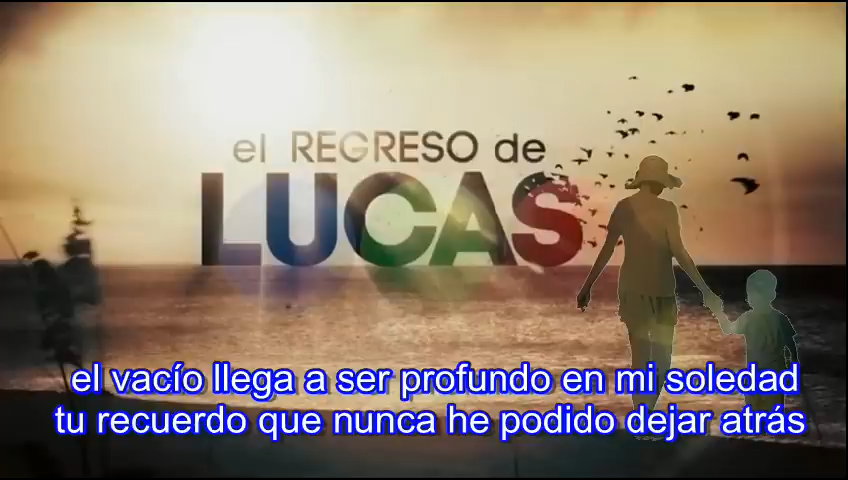 el REGRESO de
LUCAS
el vacío llega a ser profundo en mi soledad
tu recuerdo que nunca he podido dejar atrás